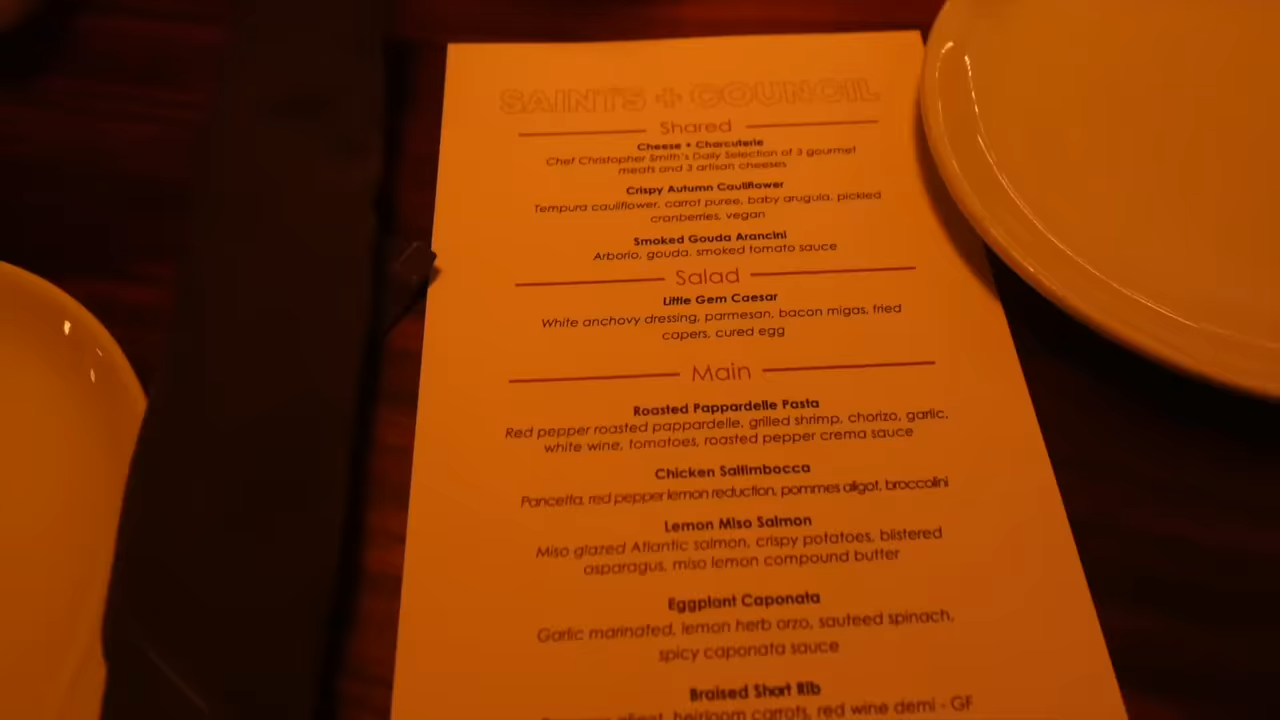 SAINTS + COUNCIL
Shared
Cheese + Charcuterie
Chef Christopher Smith's Daily Selection of 3 gourmet
meats and 3 artisan cheeses
Crispy Autumn Cauliflower
Tempura cauliflower, carrot puree, baby arugula, pickled
cranberries, vegan
Smoked Gouda Arancini
Arborio, gouda, smoked tomato sauce
Salad
Little Gem Caesar
White anchovy dressing, parmesan, bacon migas, fried
capers, cured egg
Main
Roasted Pappardelle Pasta
Red pepper roasted pappardelle, grilled shrimp, chorizo, garlic,
white wine, tomatoes, roasted pepper crema sauce
Chicken Saltimbocca
Pancetta, red pepper lemon reduction, pommes aligot, broccolini
Lemon Miso Salmon
Miso glazed Atlantic salmon, crispy potatoes, blistered
asparagus, miso lemon compound butter
Eggplant Caponata
Garlic marinated, lemon herb orzo, sauteed spinach,
spicy caponata sauce
Braised Short Rib
aligot, heirloom carrots, red wine demi - GF